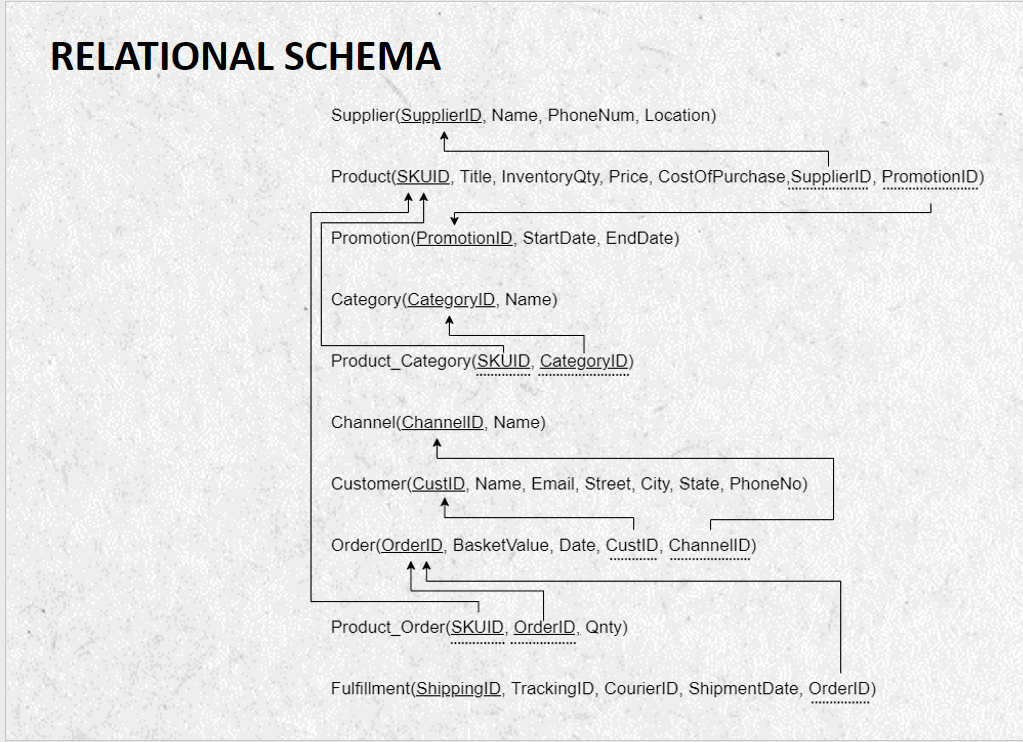 RELATIONAL SCHEMA
Supplier(SupplierID, Name, PhoneNum, Location)
Product(SKUID, Title, InventoryQty, Price, CostOfPurchase,SupplierID, PromotionID)
Promotion(PromotionID, StartDate, EndDate)
Category(CategoryID, Name)
Product_Category(SKUID, CategoryID)
Channel(ChannelID, Name)
Customer(CustID, Name, Email, Street, City, State, PhoneNo)
Order(OrderID, BasketValue, Date, CustID, ChannelID)
Product_Order(SKUID, OrderID, Qnty)
Fulfillment(ShippingID, TrackingID, CourierID, ShipmentDate, OrderID)